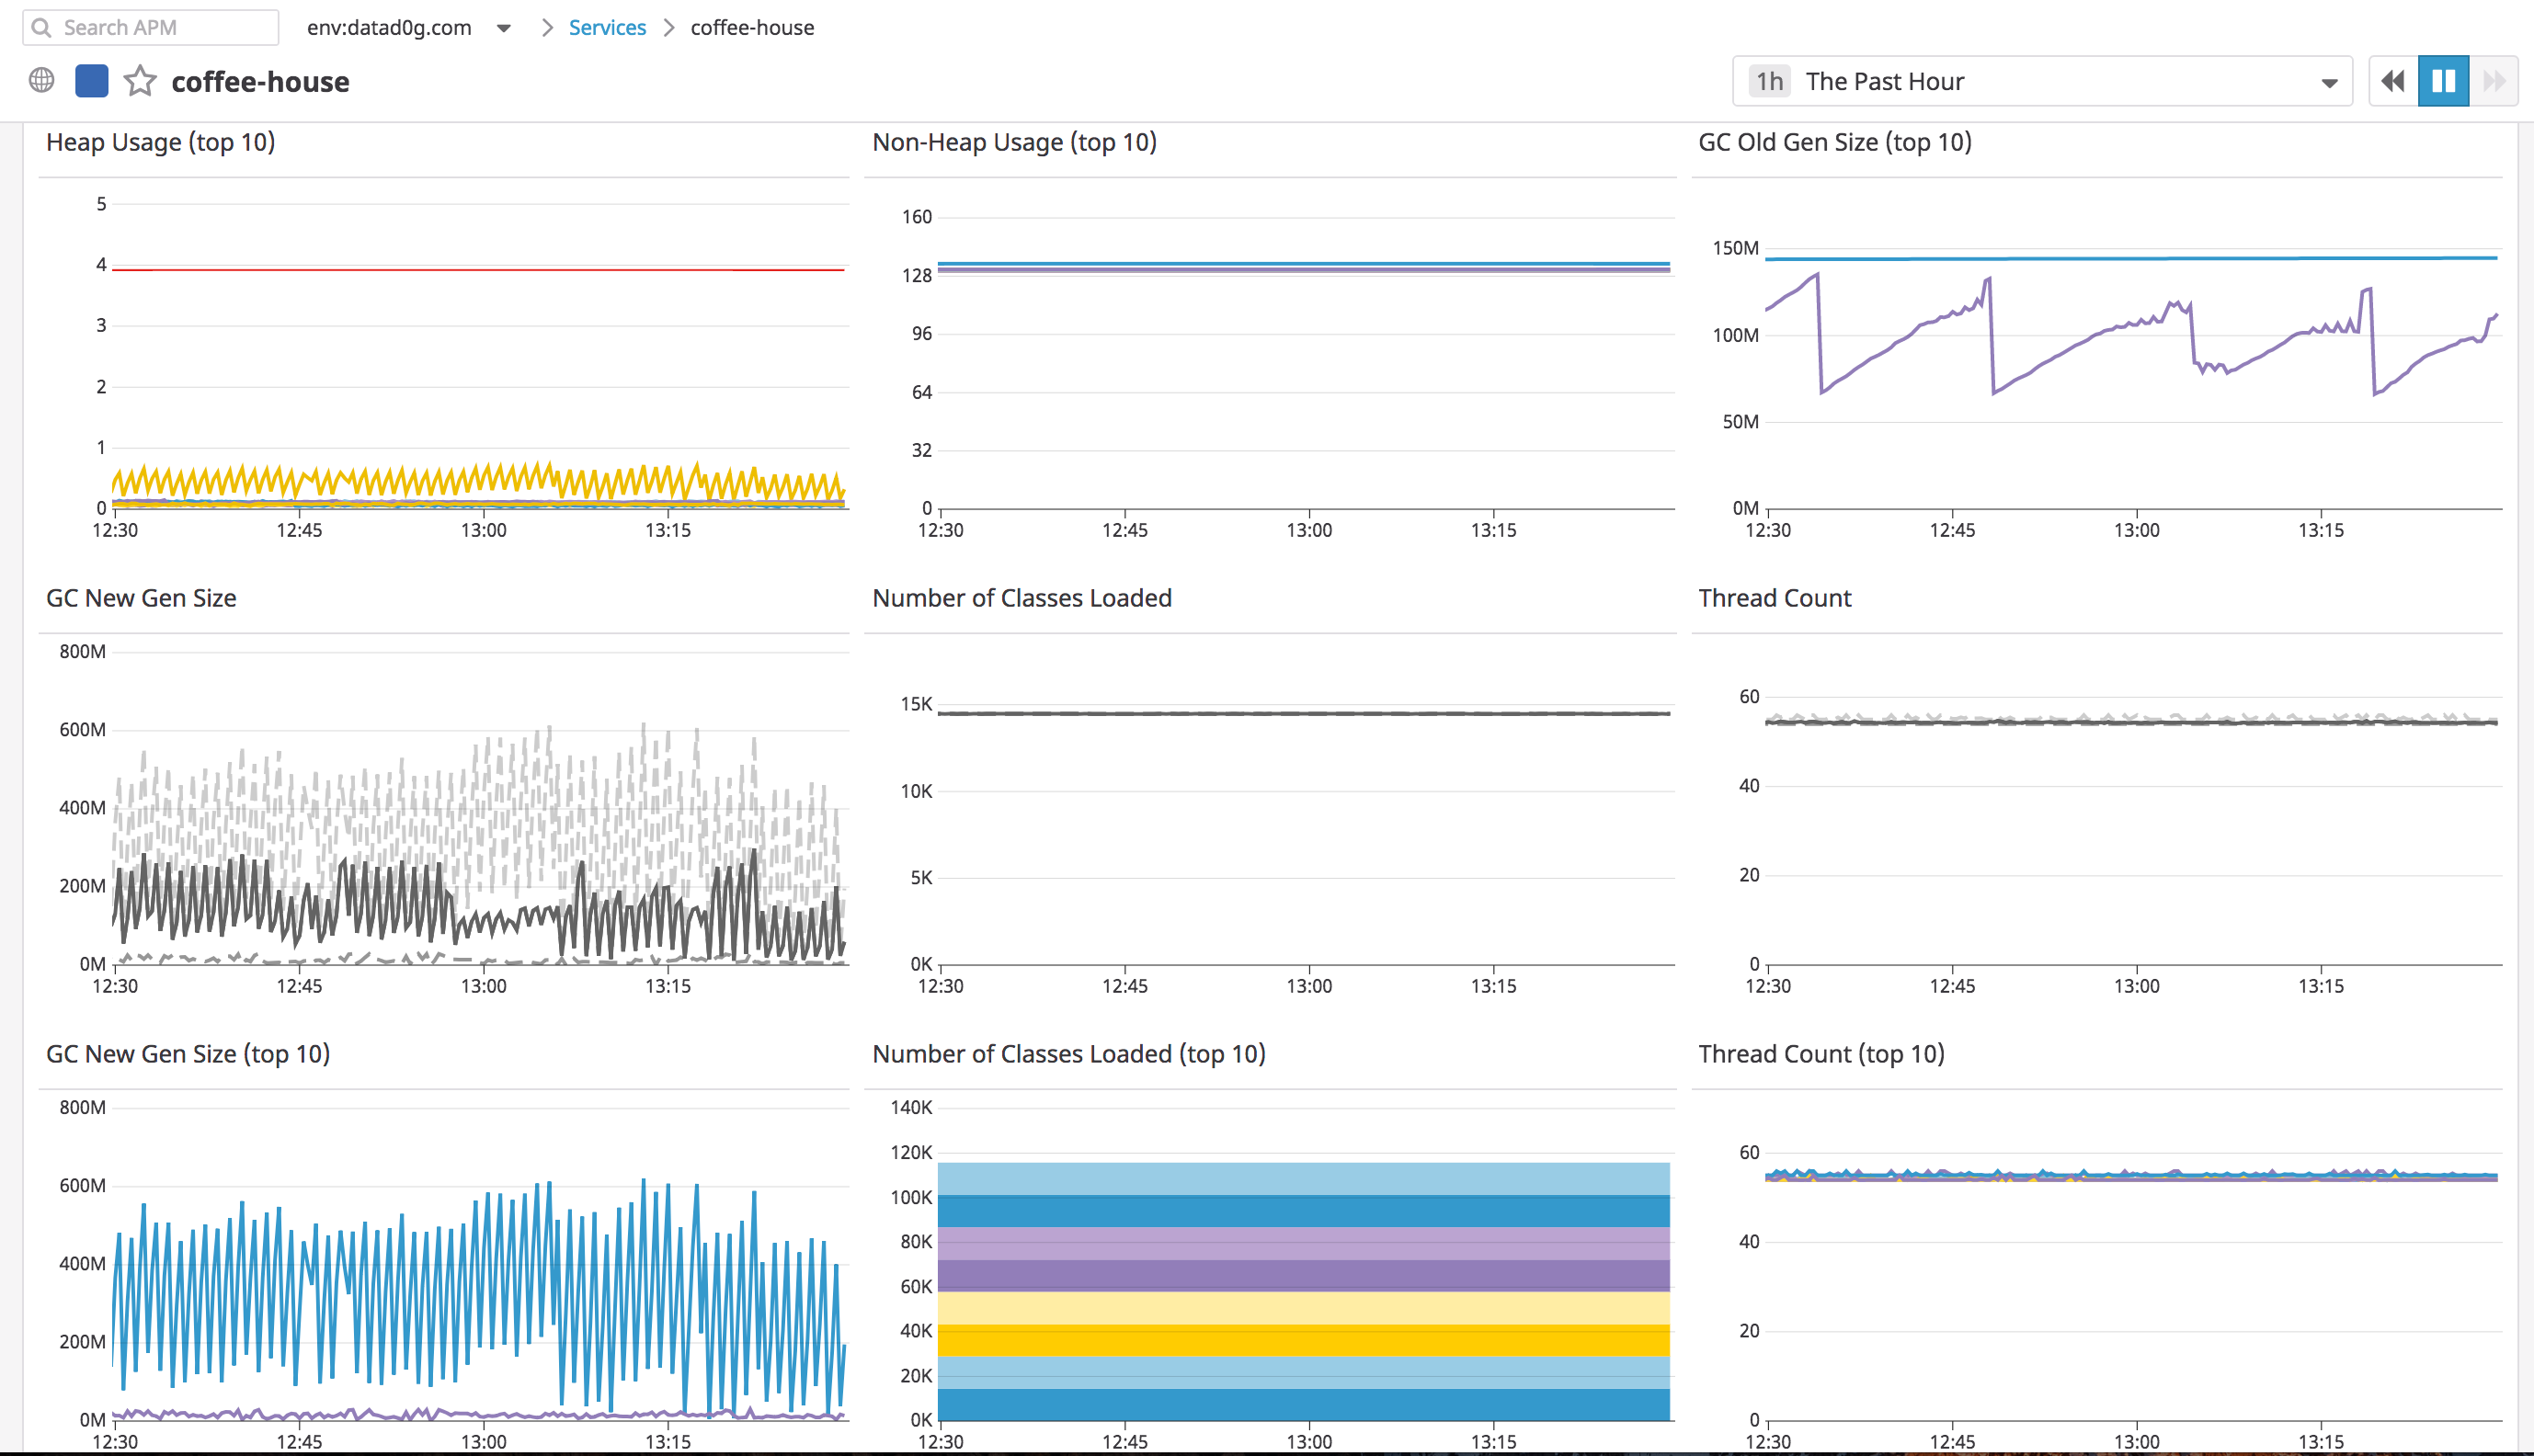 Search APM env:datad0g.com Services coffee-house
coffee-house 1h The Past Hour
Heap Usage (top 10)
5
4
3
2
1
0
12:30 12:45 13:00 13:15
Non-Heap Usage (top 10)
160
128
96
64
32
0
12:30 12:45 13:00 13:15
GC Old Gen Size (top 10)
150M
100M
50M
0M
12:30 12:45 13:00 13:15
GC New Gen Size
800M
600M
400M
200M
0M
12:30 12:45 13:00 13:15
Number of Classes Loaded
15K
10K
5K
0K
12:30 12:45 13:00 13:15
Thread Count
60
40
20
0
12:30 12:45 13:00 13:15
GC New Gen Size (top 10)
800M
600M
400M
200M
0M
12:30 12:45 13:00 13:15
Number of Classes Loaded (top 10)
140K
120K
100K
80K
60K
40K
20K
0K
12:30 12:45 13:00 13:15
Thread Count (top 10)
60
40
20
0
12:30 12:45 13:00 13:15